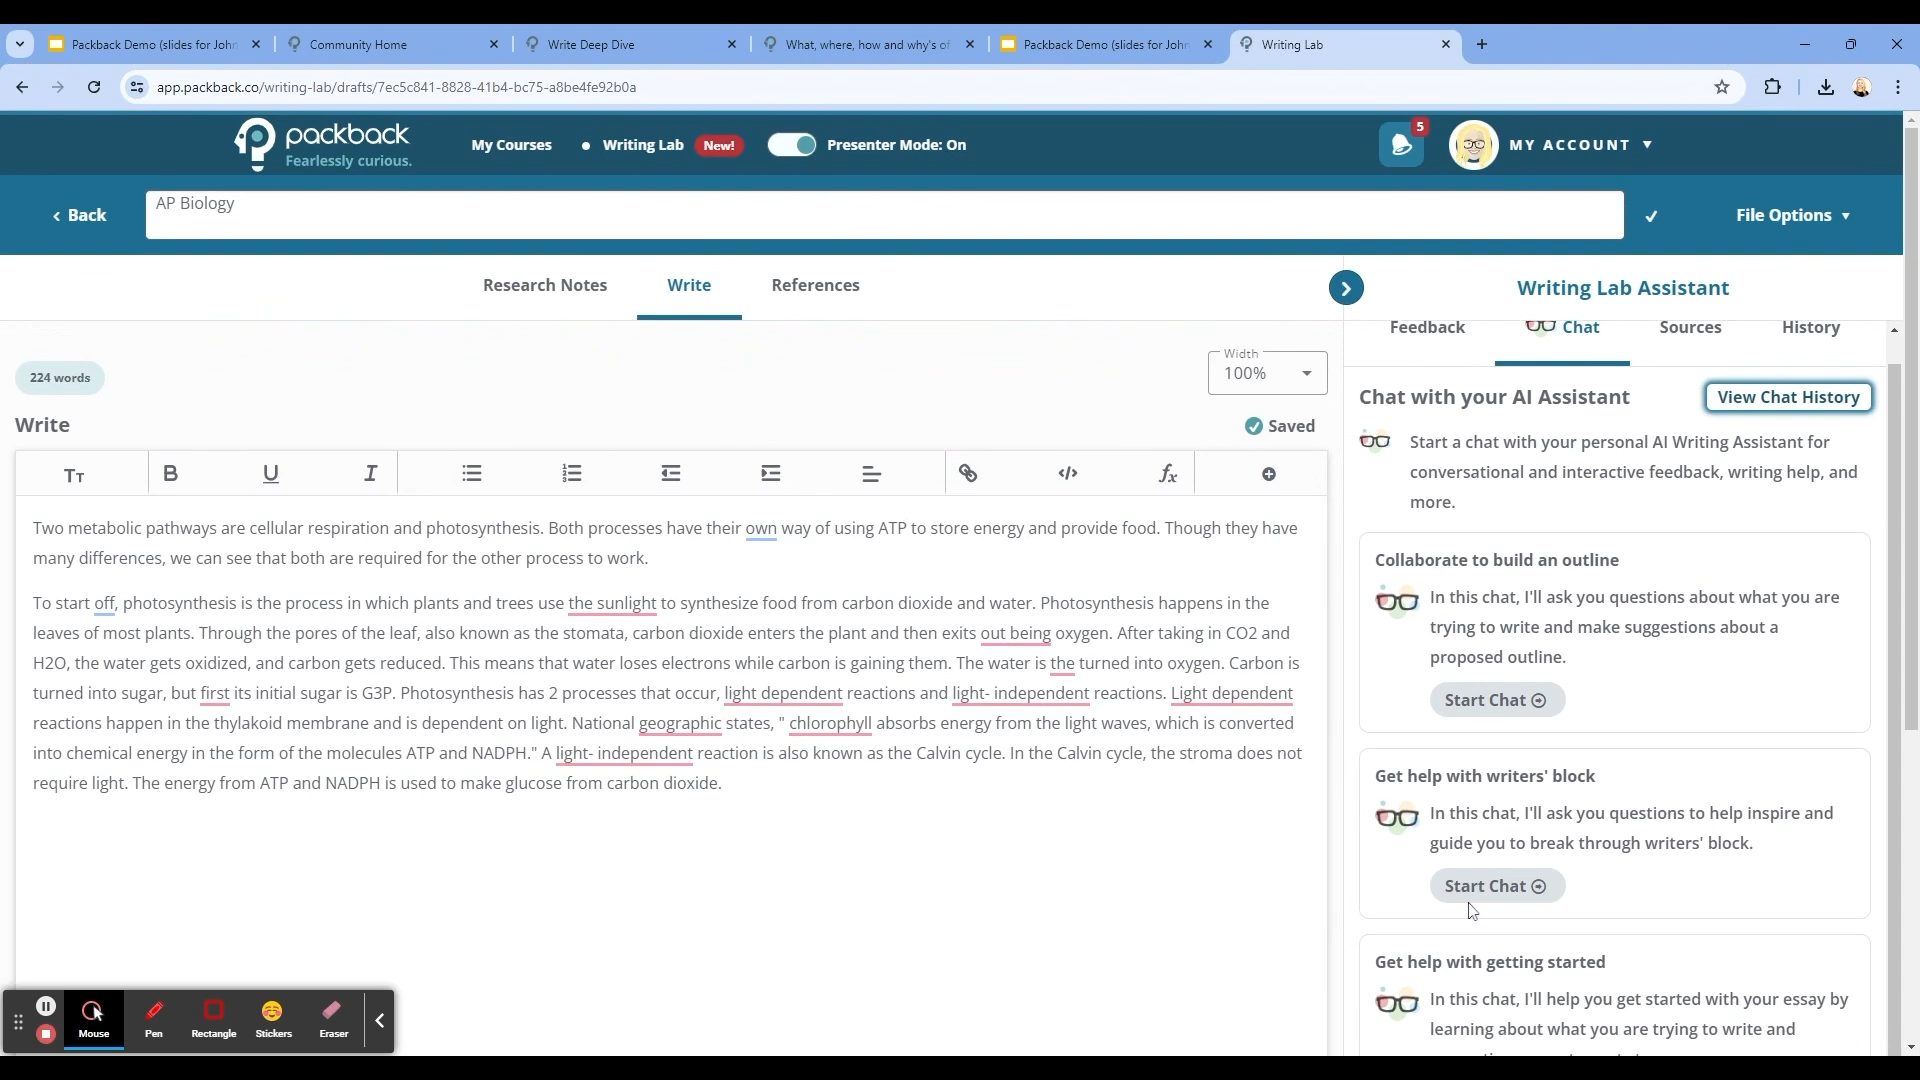 Packback Demo (slides for John
Community Home
Write Deep Dive
What, where, how and why's of
Packback Demo (slides for John
Writing Lab
app.packback.co/writing-lab/drafts/7ec5c841-8828-41b4-bc75-a8be4fe92b0a
packback
Fearlessly curious.
My Courses
Writing Lab
New!
Presenter Mode: On
5
MY ACCOUNT
Back
AP Biology
File Options
Research Notes
Write
References
Writing Lab Assistant
Feedback
Chat
Sources
History
224 words
Width
100%
Write
Saved
Two metabolic pathways are cellular respiration and photosynthesis. Both processes have their own way of using ATP to store energy and provide food. Though they have
many differences, we can see that both are required for the other process to work.
To start off, photosynthesis is the process in which plants and trees use the sunlight to synthesize food from carbon dioxide and water. Photosynthesis happens in the
leaves of most plants. Through the pores of the leaf, also known as the stomata, carbon dioxide enters the plant and then exits out being oxygen. After taking in CO2 and
H2O, the water gets oxidized, and carbon gets reduced. This means that water loses electrons while carbon is gaining them. The water is the turned into oxygen. Carbon is
turned into sugar, but first its initial sugar is G3P. Photosynthesis has 2 processes that occur, light dependent reactions and light- independent reactions. Light dependent
reactions happen in the thylakoid membrane and is dependent on light. National geographic states, " chlorophyll absorbs energy from the light waves, which is converted
into chemical energy in the form of the molecules ATP and NADPH." A light- independent reaction is also known as the Calvin cycle. In the Calvin cycle, the stroma does not
require light. The energy from ATP and NADPH is used to make glucose from carbon dioxide.
Chat with your AI Assistant
View Chat History
Start a chat with your personal AI Writing Assistant for
conversational and interactive feedback, writing help, and
more.
Collaborate to build an outline
In this chat, I'll ask you questions about what you are
trying to write and make suggestions about a
proposed outline.
Start Chat
Get help with writers' block
In this chat, I'll ask you questions to help inspire and
guide you to break through writers' block.
Start Chat
Get help with getting started
In this chat, I'll help you get started with your essay by
learning about what you are trying to write and
Mouse
Pen
Rectangle
Stickers
Eraser